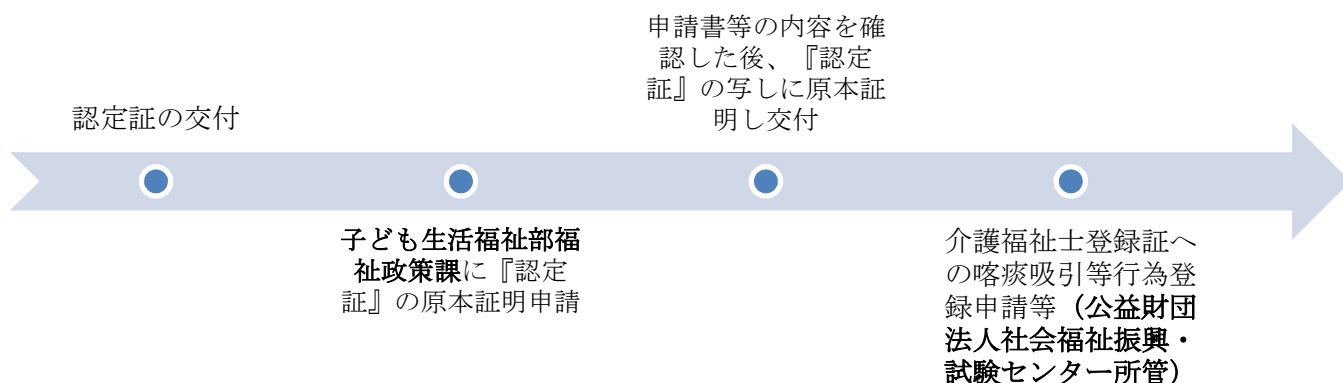 認定証の交付
子ども生活福祉部福
祉政策課に『認定
証』の原本証明申請
申請書等の内容を確
認した後、『認定
証』の写しに原本証
明し交付
介護福祉士登録証へ
の喀痰吸引等行為登
録申請等（公益財団
法人社会福祉振興・
試験センター所管）